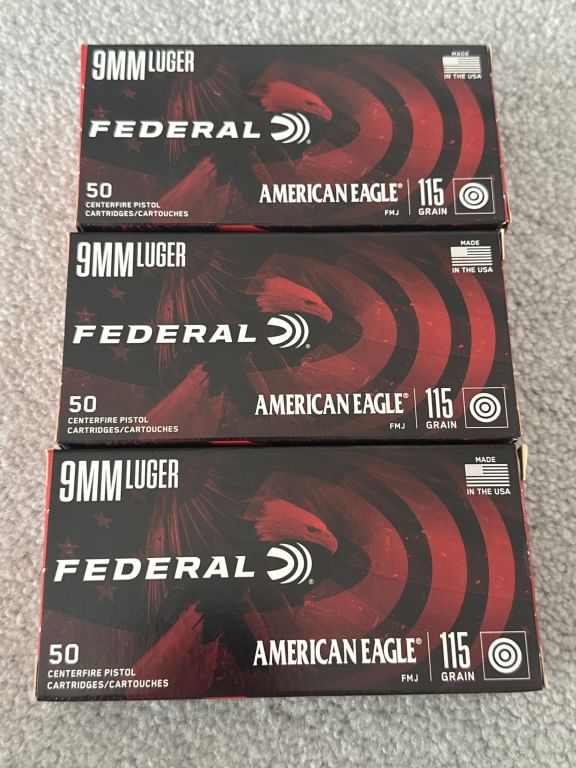 9MM LUGER
MADE
IN THE USA
FEDERAL
50
CENTERFIRE PISTOL
CARTRIDGES/CARTOUCHES
AMERICAN EAGLE®
FMJ
115
GRAIN
9MM LUGER
MADE
IN THE USA
FEDERAL ®
50
CENTERFIRE PISTOL
CARTRIDGES/CARTOUCHES
AMERICAN EAGLE®
FMJ
115
GRAIN
9MM LUGER
MADE
IN THE USA
FEDERAL ®
50
CENTERFIRE PISTOL
CARTRIDGES/CARTOUCHES
AMERICAN EAGLE®
FMJ
115
GRAIN